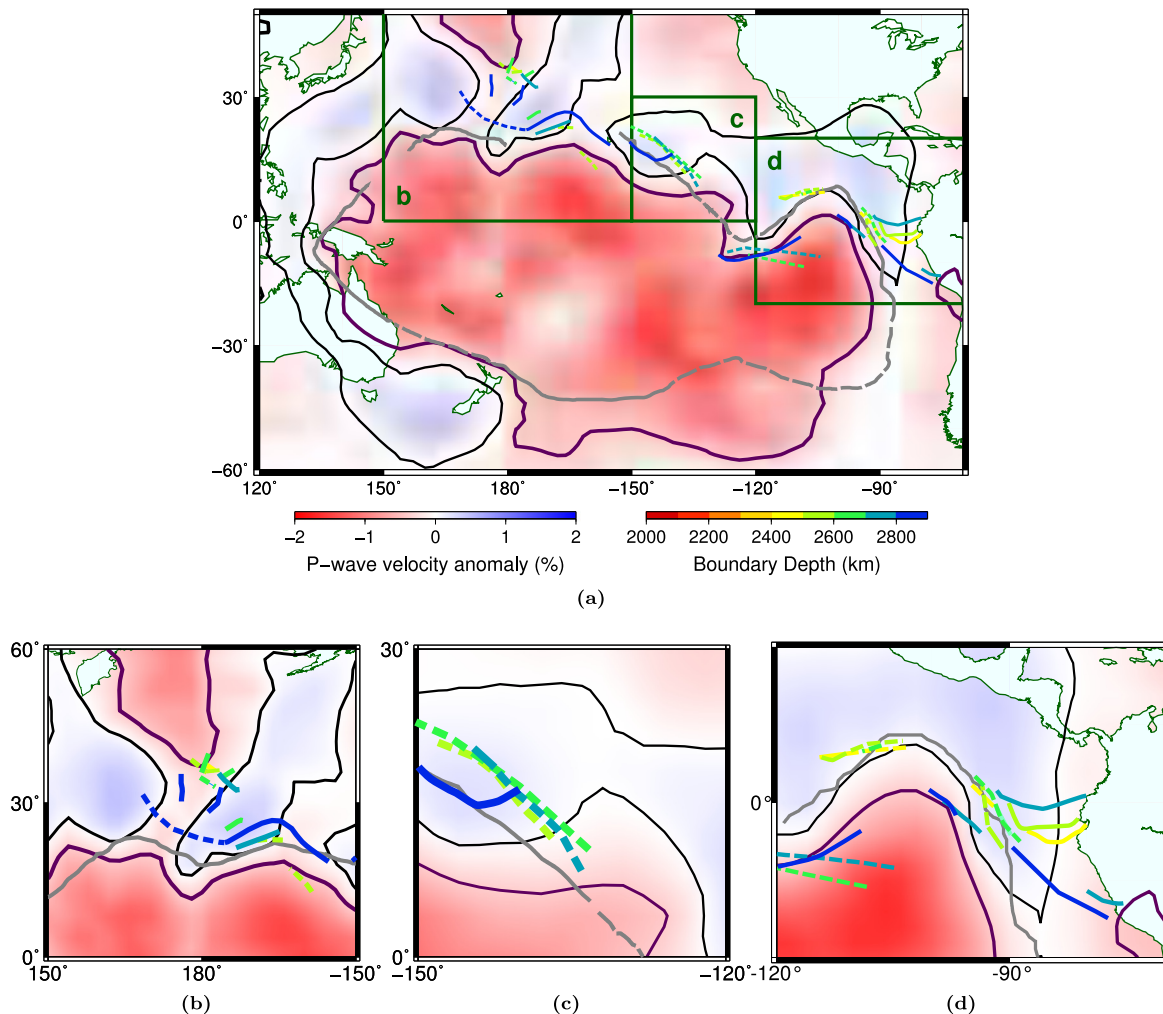 30˚
0˚
−30˚
−60˚
120˚ 150˚ 180˚ −150˚ −120˚ −90˚
b
c
d
−2 −1 0 1 2
P−wave velocity anomaly (%)
2000 2200 2400 2600 2800
Boundary Depth (km)
(a)
60˚
30˚
0˚
150˚ 180˚ −150˚
(b)
30˚
0˚
−150˚ −120˚
(c)
0˚
-120˚ -90˚
(d)